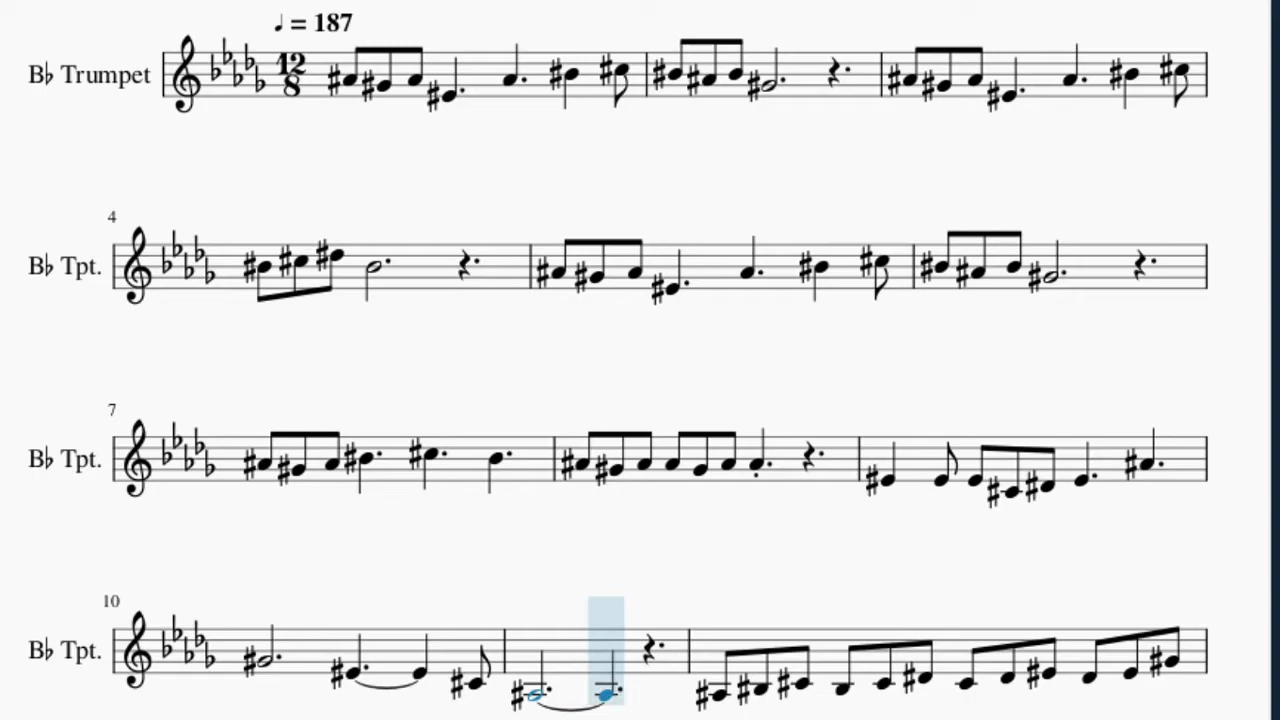 ♩ = 187
B♭ Trumpet
12
8
4
B♭ Tpt.
7
B♭ Tpt.
10
B♭ Tpt.